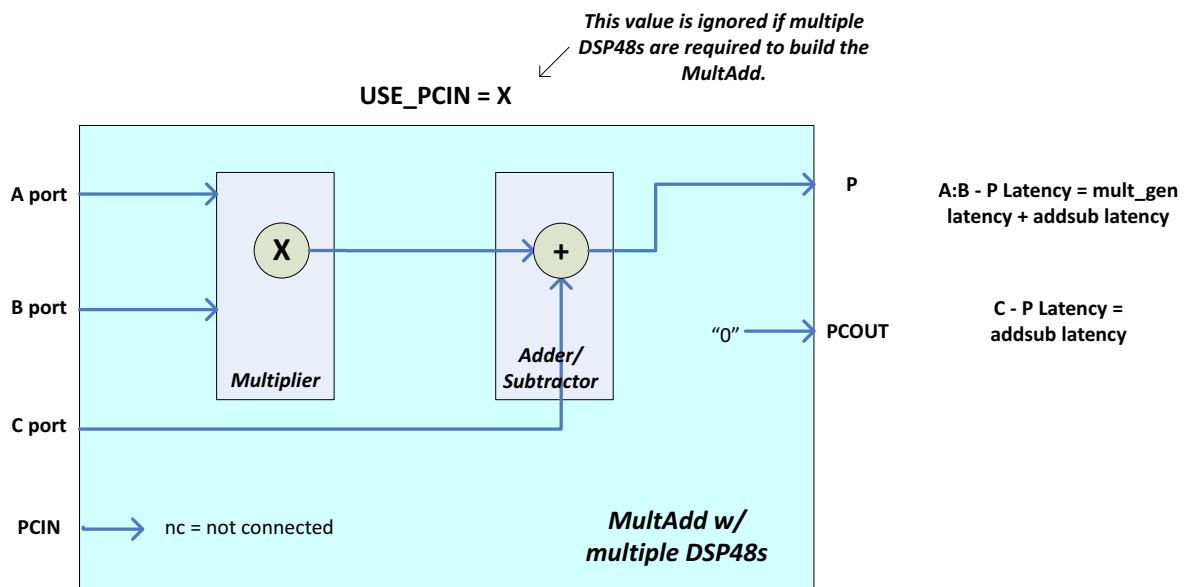 This value is ignored if multiple
DSP48s are required to build the
MultAdd.
USE_PCIN = X
A port
B port
C port
PCIN
X
Multiplier
+
Adder/
Subtractor
P
"0"
PCOUT
nc = not connected
MultAdd w/
multiple DSP48s
A:B - P Latency = mult_gen
latency + addsub latency
C - P Latency =
addsub latency